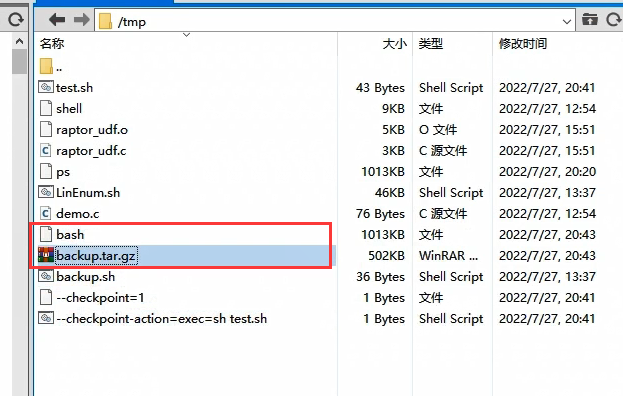 /tmp
名称 大小 类型 修改时间
..
test.sh 43 Bytes Shell Script 2022/7/27, 20:41
shell 9KB 文件 2022/7/27, 12:54
raptor_udf.o 5KB O 文件 2022/7/27, 15:51
raptor_udf.c 3KB C 源文件 2022/7/27, 15:51
ps 1013KB 文件 2022/7/27, 20:20
LinEnum.sh 46KB Shell Script 2022/7/27, 13:37
demo.c 76 Bytes C 源文件 2022/7/27, 12:54
bash 1013KB 文件 2022/7/27, 20:43
backup.tar.gz 502KB WinRAR ... 2022/7/27, 20:43
backup.sh 36 Bytes Shell Script 2022/7/27, 13:37
--checkpoint=1 1 Bytes 文件 2022/7/27, 20:41
--checkpoint-action=exec=sh test.sh 1 Bytes Shell Script 2022/7/27, 20:41